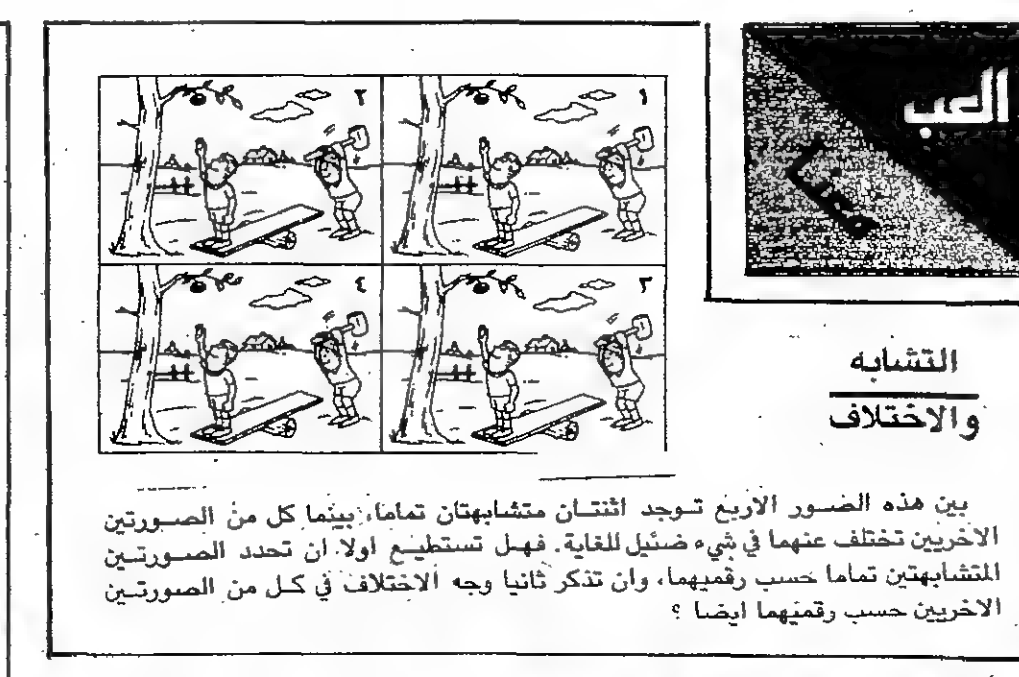 العب
التشابه
والاختلاف
١
٢
٣
٤
بين هذه الصور الاربع توجد اثنتان متشابهتان تماما، بينما كل من الصورتين
الاخريين تختلف عنهما في شيء ضئيل للغاية. فهل تستطيع اولا ان تحدد الصورتين
المتشابهتين تماما حسب رقميهما، وان تذكر ثانيا وجه الاختلاف في كل من الصورتين
الاخريين حسب رقميهما ايضا ؟